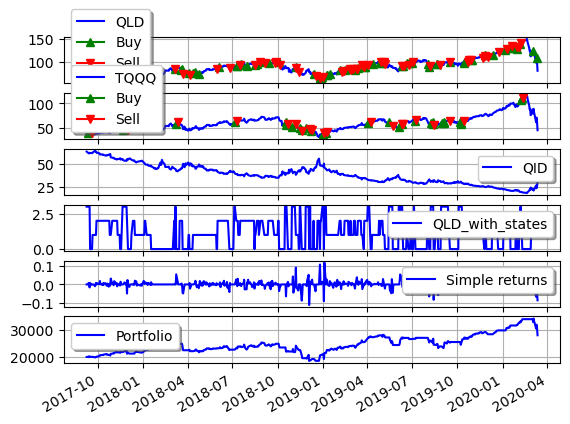 QLD
Buy
Sell
150
100
TQQQ
Buy
Sell
100
50
QID
50
25
QLD_with_states
2.5
0.0
Simple returns
0.1
0.0
−0.1
Portfolio
30000
20000
2017-10
2018-01
2018-04
2018-07
2018-10
2019-01
2019-04
2019-07
2019-10
2020-01
2020-04